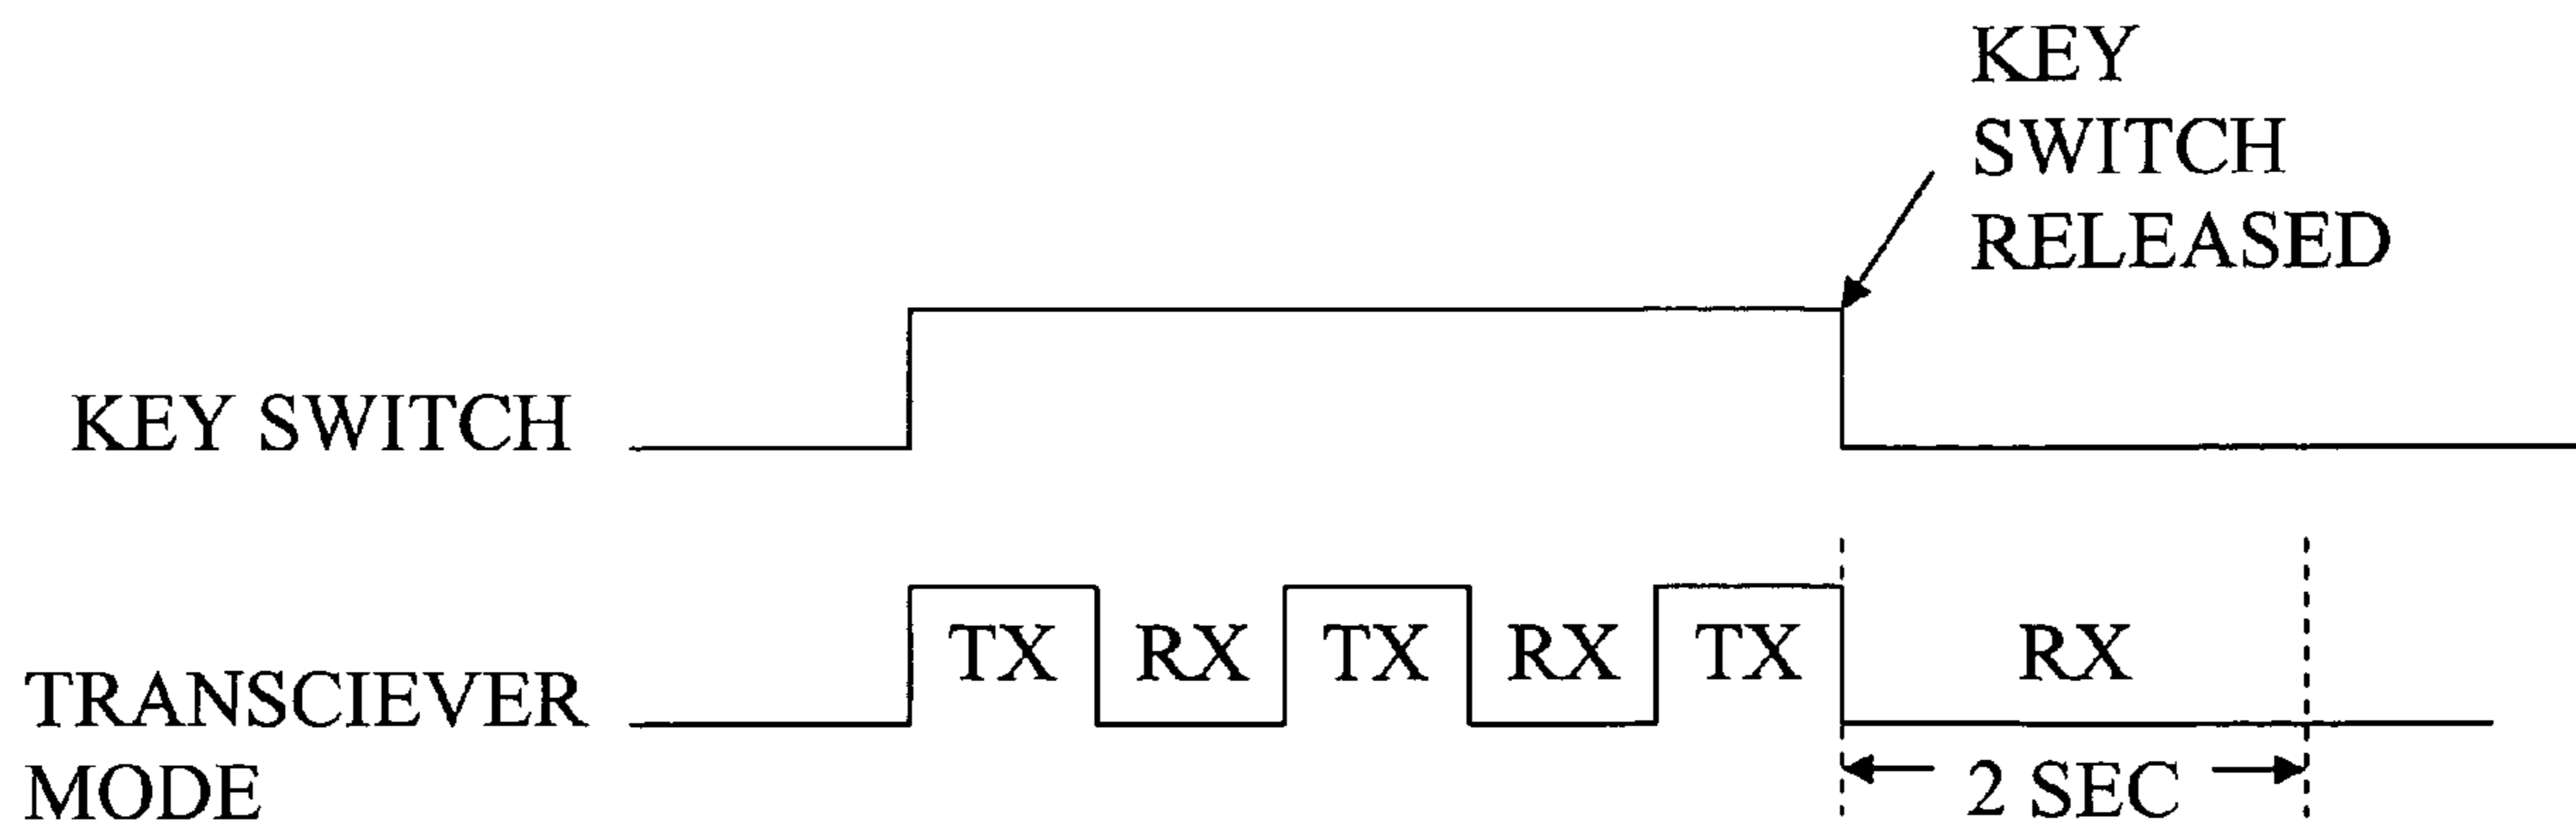 KEY
SWITCH
RELEASED
KEY SWITCH
TX RX TX RX TX RX
TRANSCIEVER
MODE
2 SEC